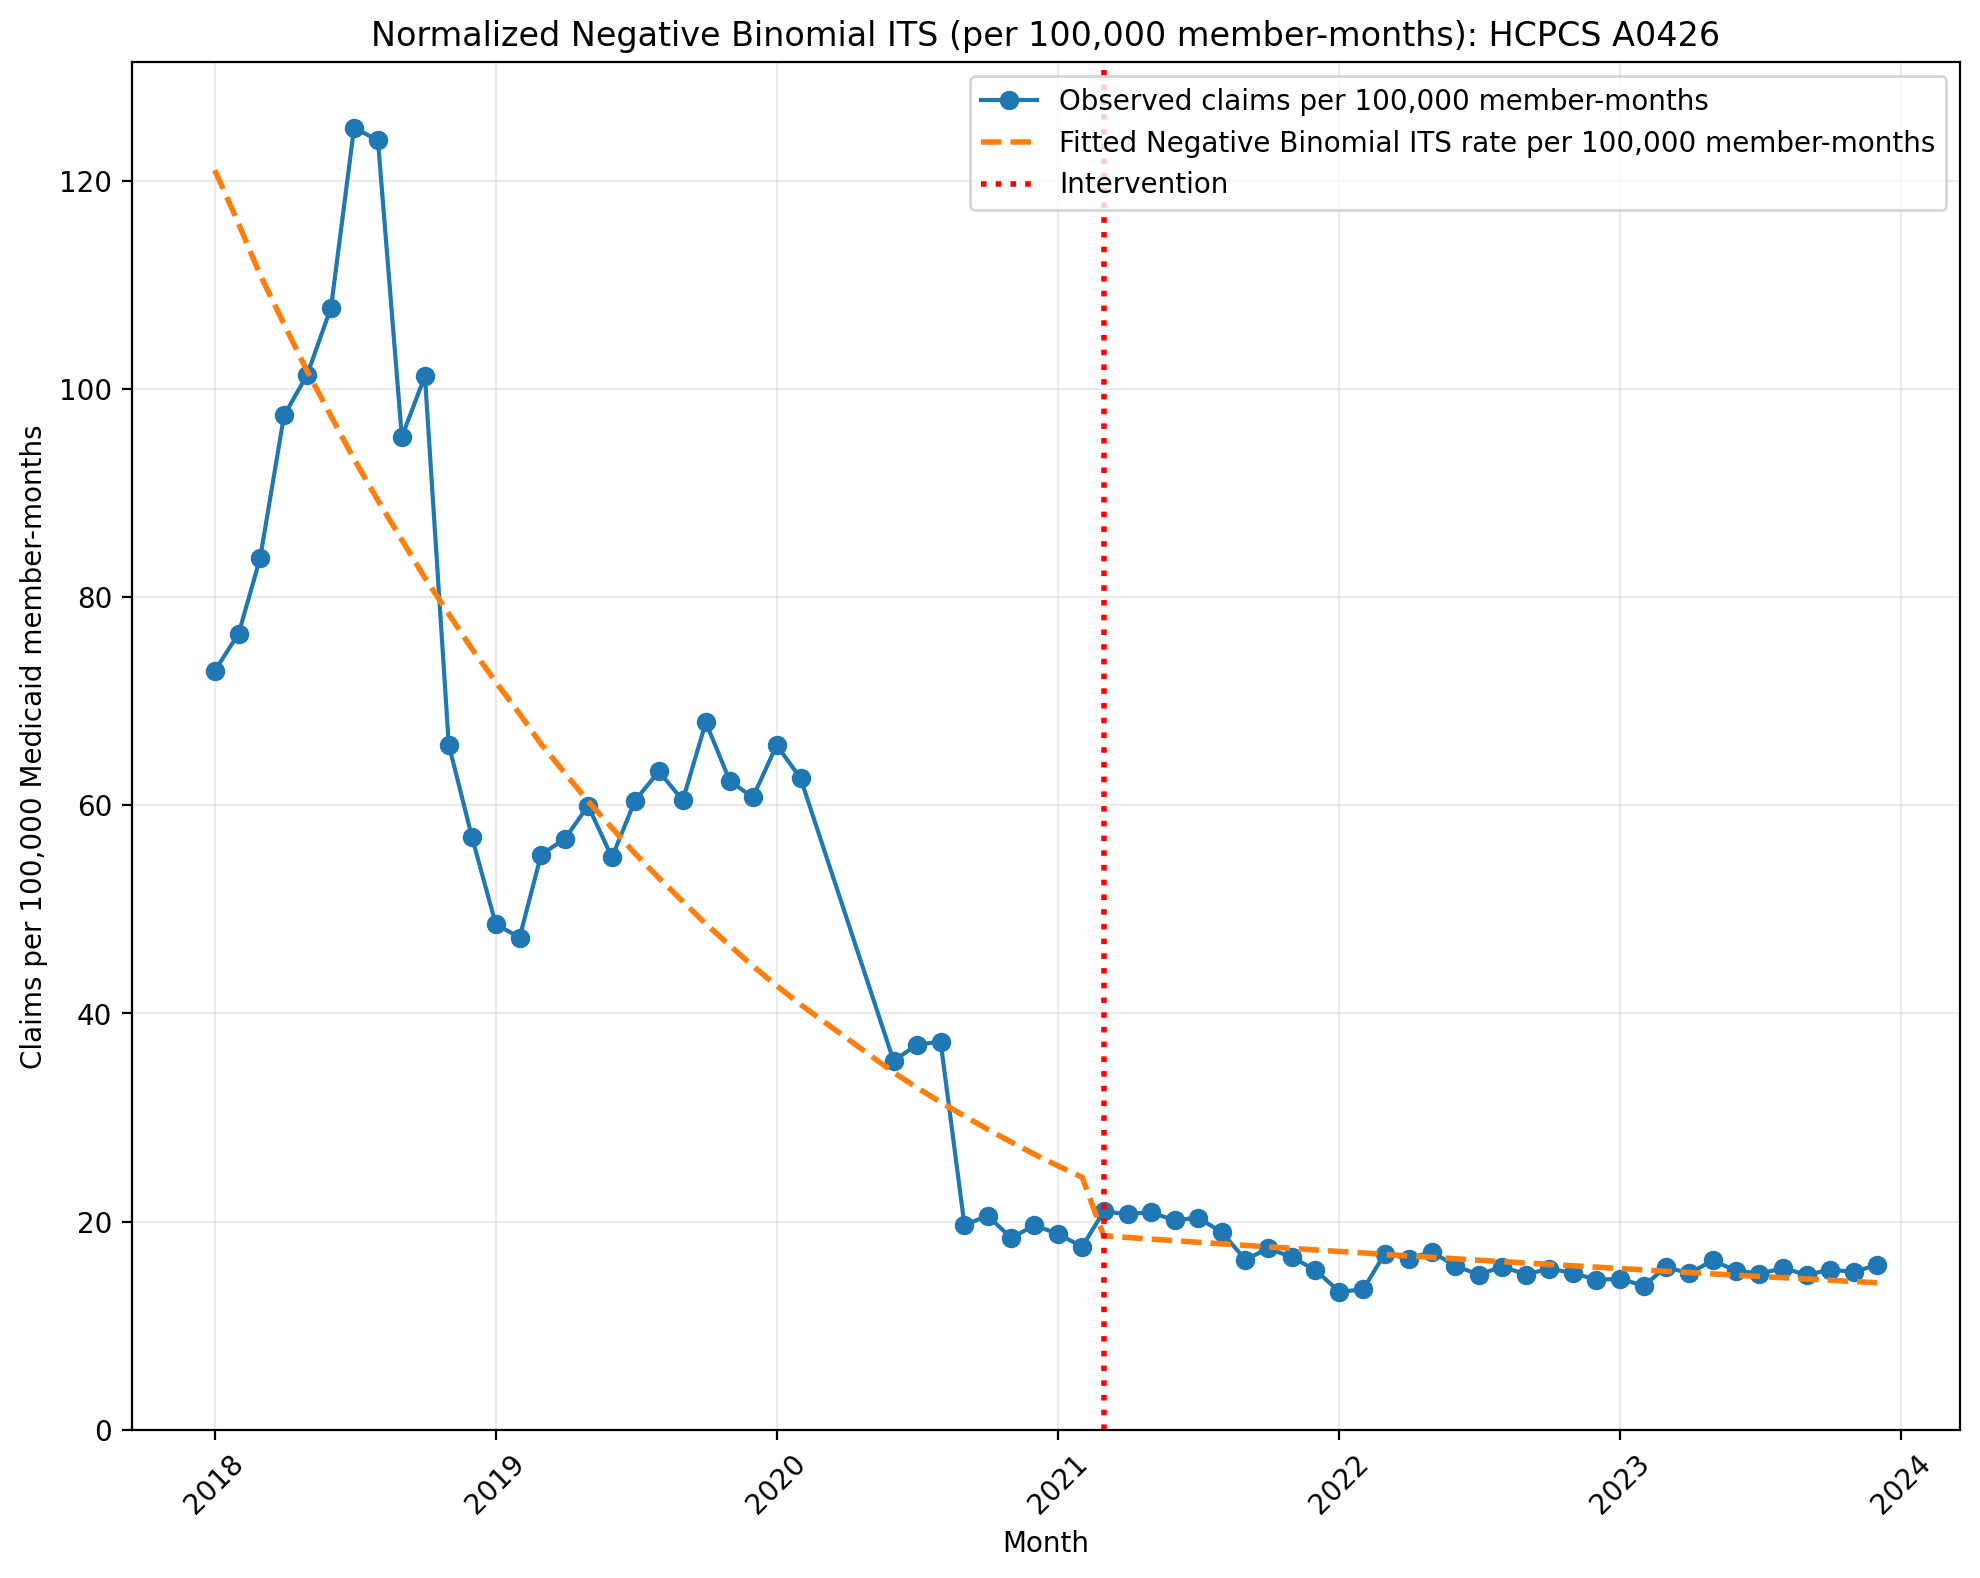 Normalized Negative Binomial ITS (per 100,000 member-months): HCPCS A0426
Observed claims per 100,000 member-months
Fitted Negative Binomial ITS rate per 100,000 member-months
Intervention
Claims per 100,000 Medicaid member-months
120
100
80
60
40
20
0
2018
2019
2020
2021
2022
2023
2024
Month